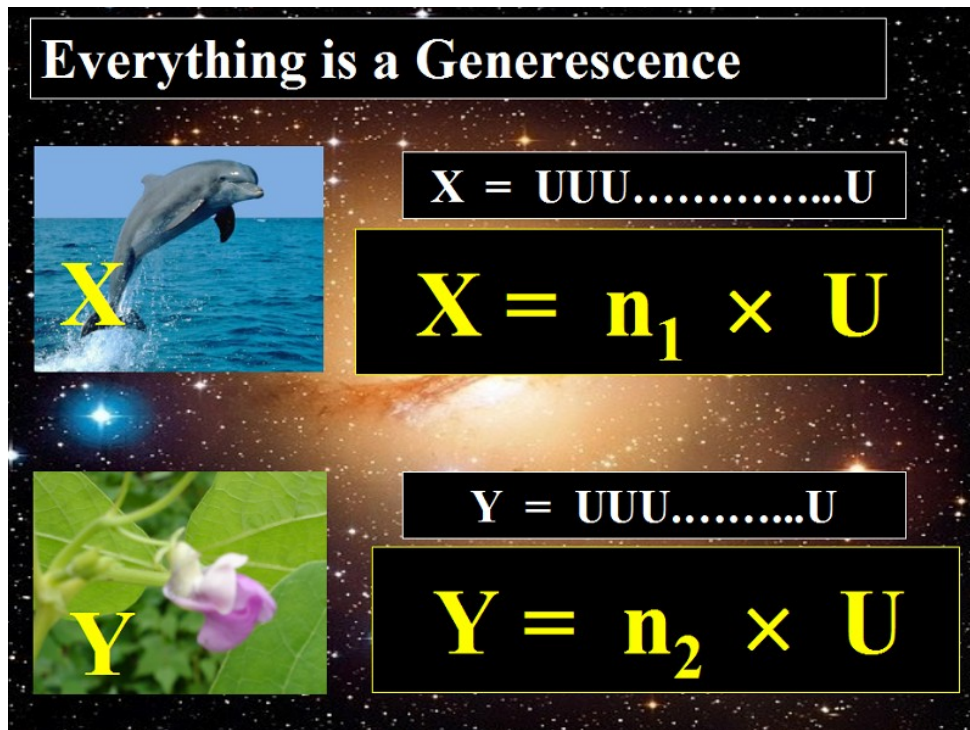 Everything is a Generescence
X = UUU…………...U
X
X = n₁ × U
Y = UUU………...U
Y
Y = n₂ × U